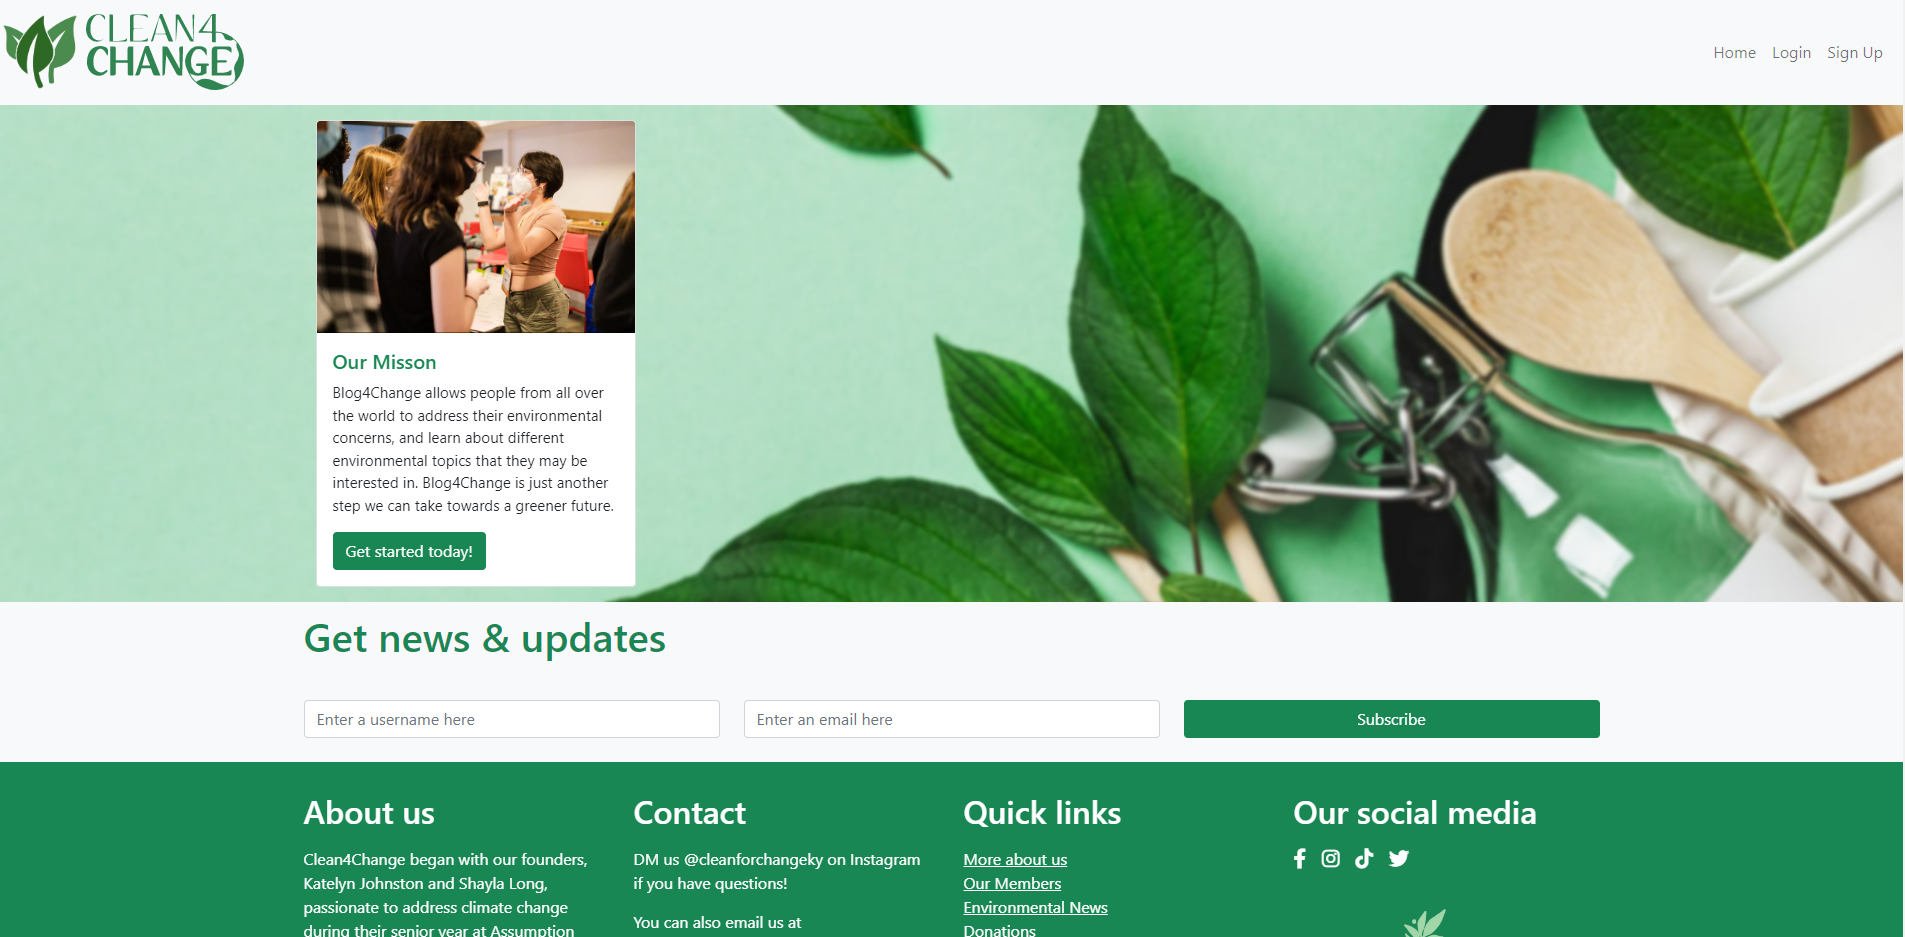 CLEAN4
CHANGE
Home Login Sign Up
Our Misson
Blog4Change allows people from all over
the world to address their environmental
concerns, and learn about different
environmental topics that they may be
interested in. Blog4Change is just another
step we can take towards a greener future.
Get started today!
Get news & updates
Enter a username here
Enter an email here
Subscribe
About us
Clean4Change began with our founders,
Katelyn Johnston and Shayla Long,
passionate to address climate change
during their senior year at Assumption
Contact
DM us @cleanforchangeky on Instagram
if you have questions!
You can also email us at
Quick links
More about us
Our Members
Environmental News
Donations
Our social media